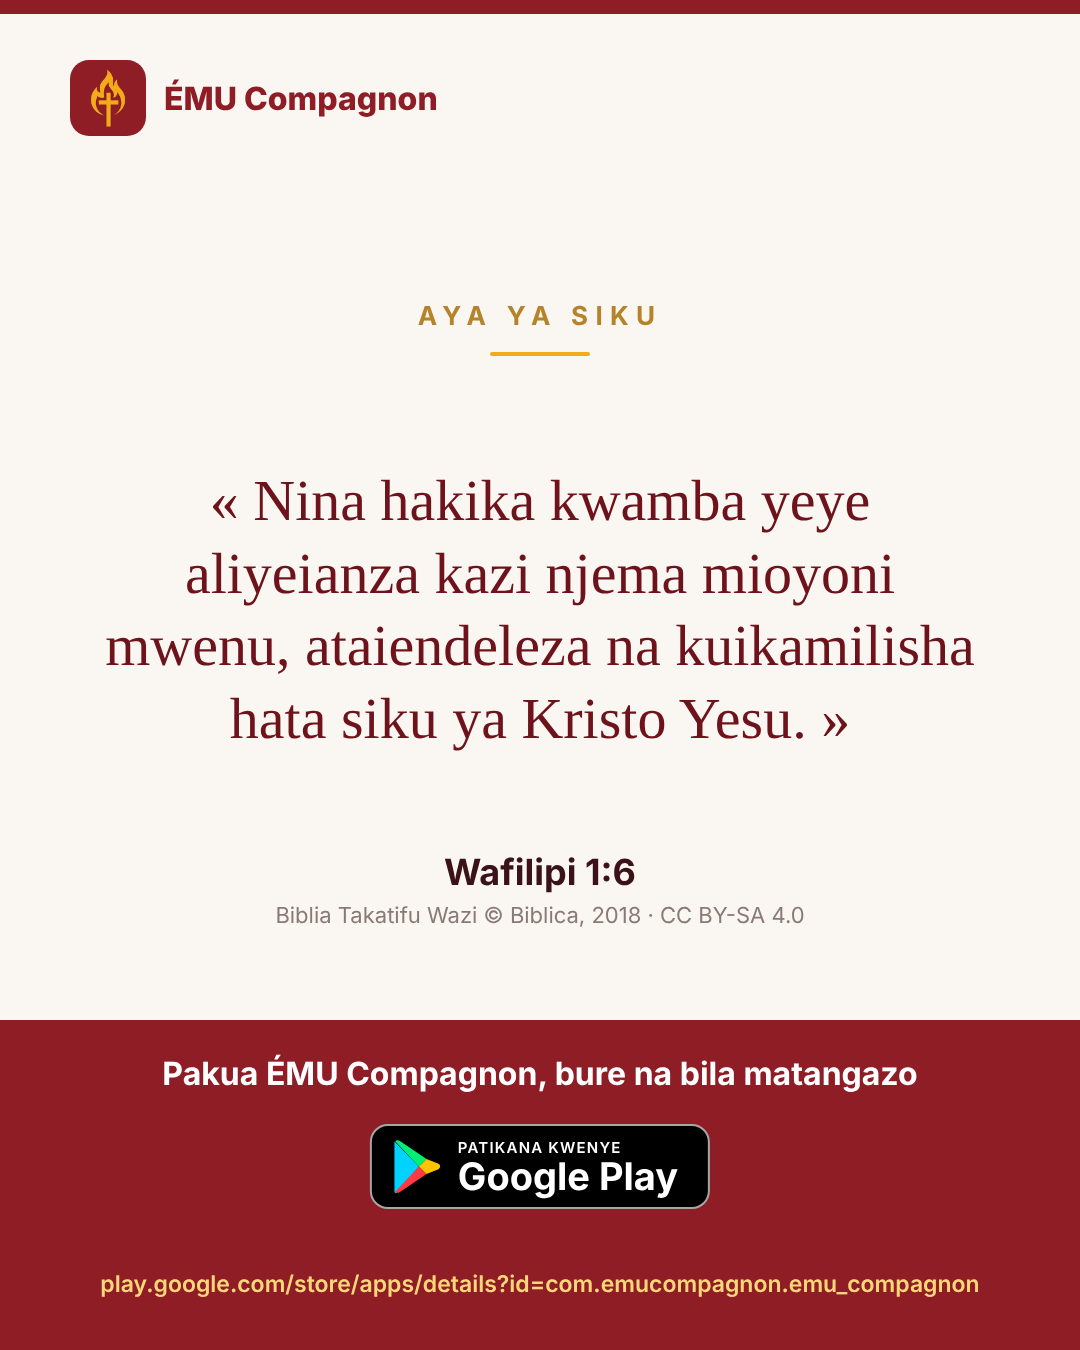 ÉMU Compagnon
AYA YA SIKU
« Nina hakika kwamba yeye
aliyeianza kazi njema mioyoni
mwenu, ataiendeleza na kuikamilisha
hata siku ya Kristo Yesu. »
Wafilipi 1:6
Biblia Takatifu Wazi © Biblica, 2018 · CC BY-SA 4.0
Pakua ÉMU Compagnon, bure na bila matangazo
PATIKANA KWENYE
Google Play
play.google.com/store/apps/details?id=com.emucompagnon.emu_compagnon